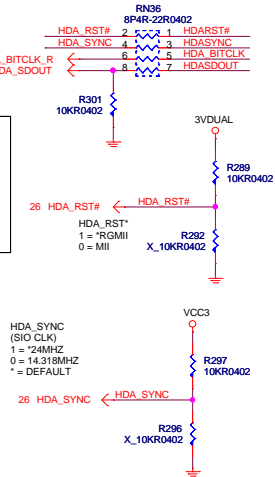 RN36
8P4R-22R0402
HDA_RST# 2 1 HDARST#
HDA_SYNC 4 3 HDASYNC
A_BITCLK_R 6 5 HDA_BITCLK
DA_SDOUT 8 7 HDASDOUT
R301
10KR0402
3VDUAL
R289
10KR0402
26 HDA_RST# HDA_RST#
HDA_RST*
1 = *RGMII
0 = MII
R292
X_10KR0402
VCC3
HDA_SYNC
(SIO CLK)
1 = *24MHZ
0 = 14.318MHZ
* = DEFAULT
R297
10KR0402
26 HDA_SYNC HDA_SYNC
R296
X_10KR0402